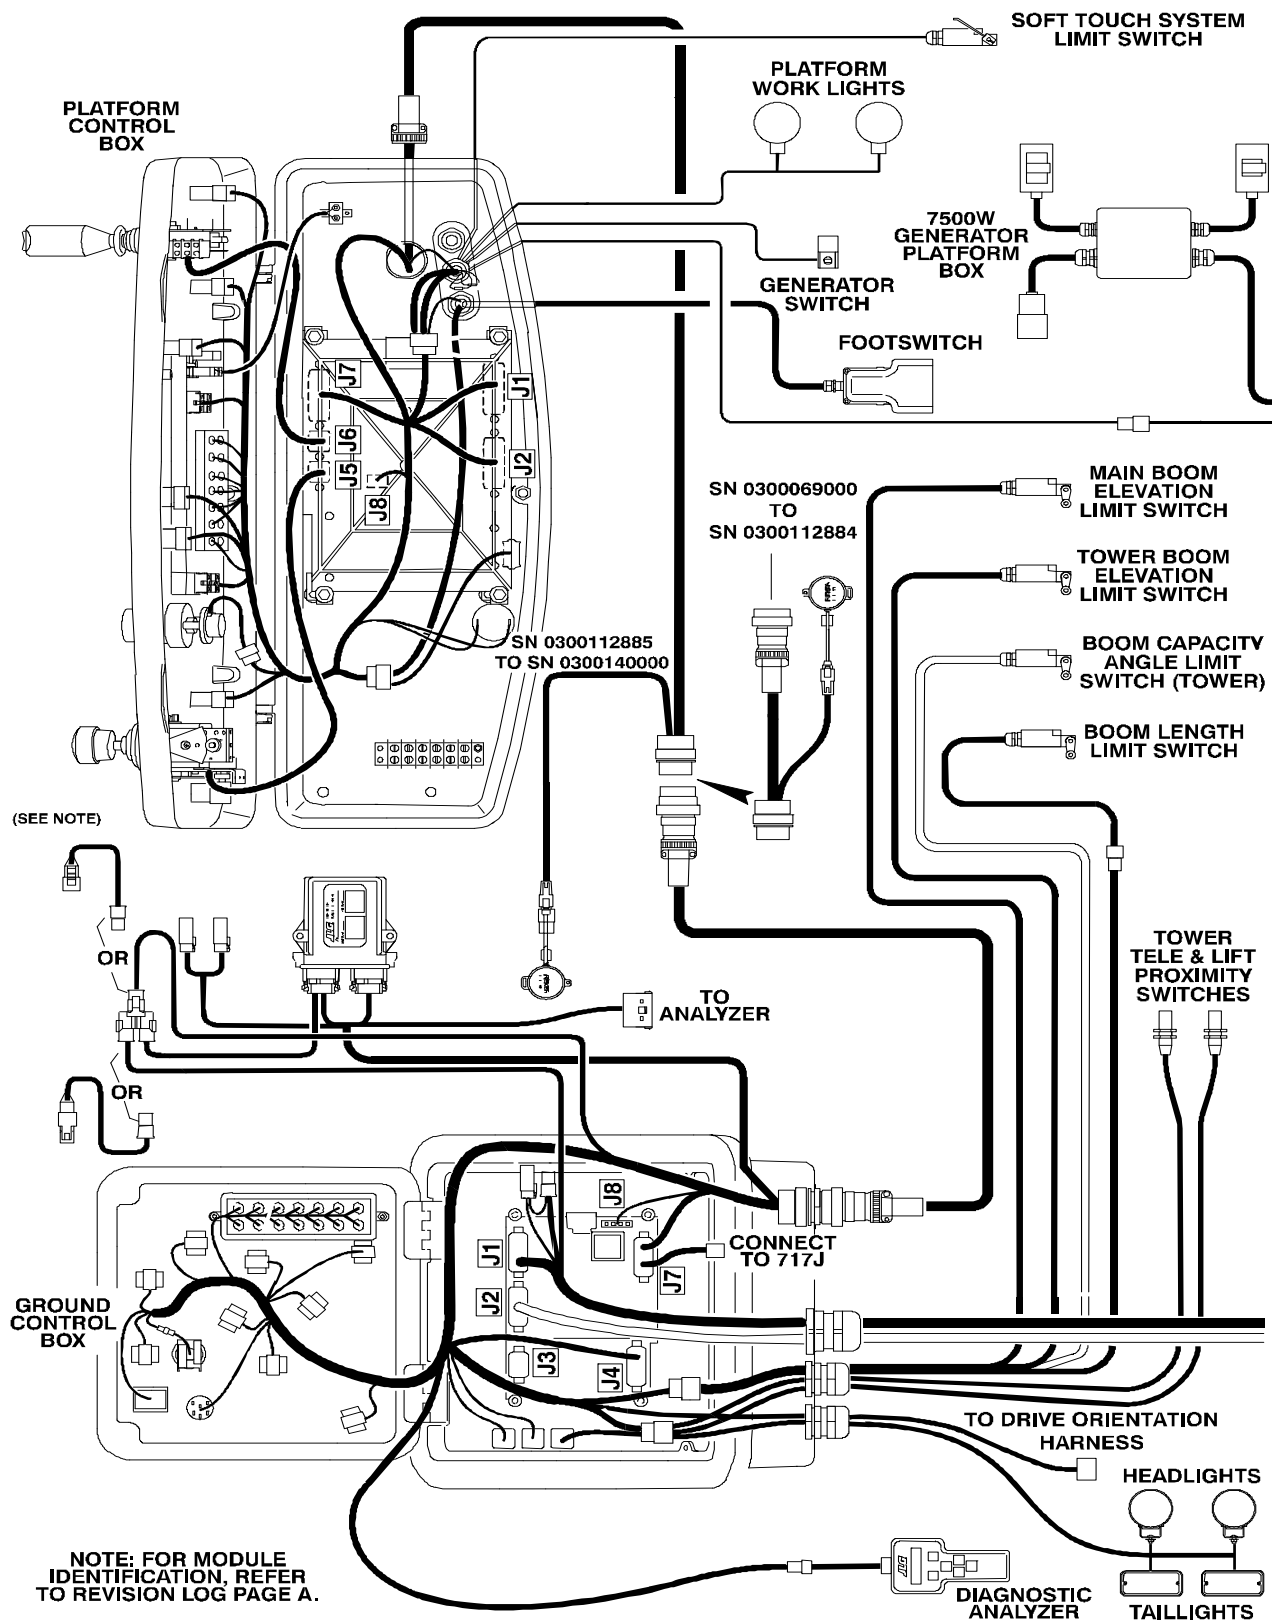 SOFT TOUCH SYSTEM
LIMIT SWITCH
PLATFORM
WORK LIGHTS
PLATFORM
CONTROL
BOX
7500W
GENERATOR
PLATFORM
BOX
GENERATOR
SWITCH
FOOTSWITCH
J7
J1
J6
J5
J2
J8
SN 0300069000
TO
SN 0300112884
MAIN BOOM
ELEVATION
LIMIT SWITCH
TOWER BOOM
ELEVATION
LIMIT SWITCH
SN 0300112885
TO SN 0300140000
BOOM CAPACITY
ANGLE LIMIT
SWITCH (TOWER)
BOOM LENGTH
LIMIT SWITCH
(SEE NOTE)
OR
TOWER
TELE & LIFT
PROXIMITY
SWITCHES
JLG
TO
ANALYZER
OR
J8
J1
CONNECT
TO 717J
J7
J2
GROUND
CONTROL
BOX
J3
J4
TO DRIVE ORIENTATION
HARNESS
HEADLIGHTS
NOTE: FOR MODULE
IDENTIFICATION, REFER
TO REVISION LOG PAGE A.
JLG
DIAGNOSTIC
ANALYZER
TAILLIGHTS